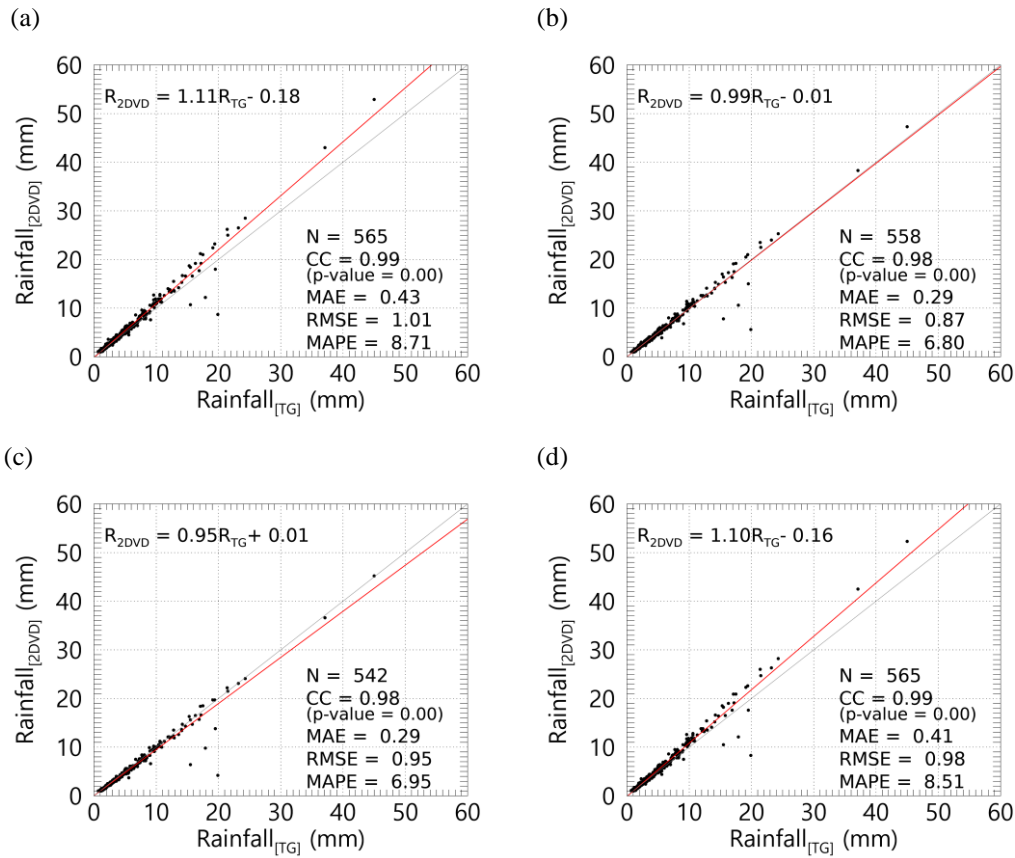 (a)
60
50
40
30
20
10
0
Rainfall[2DVD] (mm)
R2DVD = 1.11RTG- 0.18
N = 565
CC = 0.99
(p-value = 0.00)
MAE = 0.43
RMSE = 1.01
MAPE = 8.71
0 10 20 30 40 50 60
Rainfall[TG] (mm)
(b)
60
50
40
30
20
10
0
Rainfall[2DVD] (mm)
R2DVD = 0.99RTG- 0.01
N = 558
CC = 0.98
(p-value = 0.00)
MAE = 0.29
RMSE = 0.87
MAPE = 6.80
0 10 20 30 40 50 60
Rainfall[TG] (mm)
(c)
60
50
40
30
20
10
0
Rainfall[2DVD] (mm)
R2DVD = 0.95RTG+ 0.01
N = 542
CC = 0.98
(p-value = 0.00)
MAE = 0.29
RMSE = 0.95
MAPE = 6.95
0 10 20 30 40 50 60
Rainfall[TG] (mm)
(d)
60
50
40
30
20
10
0
Rainfall[2DVD] (mm)
R2DVD = 1.10RTG- 0.16
N = 565
CC = 0.99
(p-value = 0.00)
MAE = 0.41
RMSE = 0.98
MAPE = 8.51
0 10 20 30 40 50 60
Rainfall[TG] (mm)